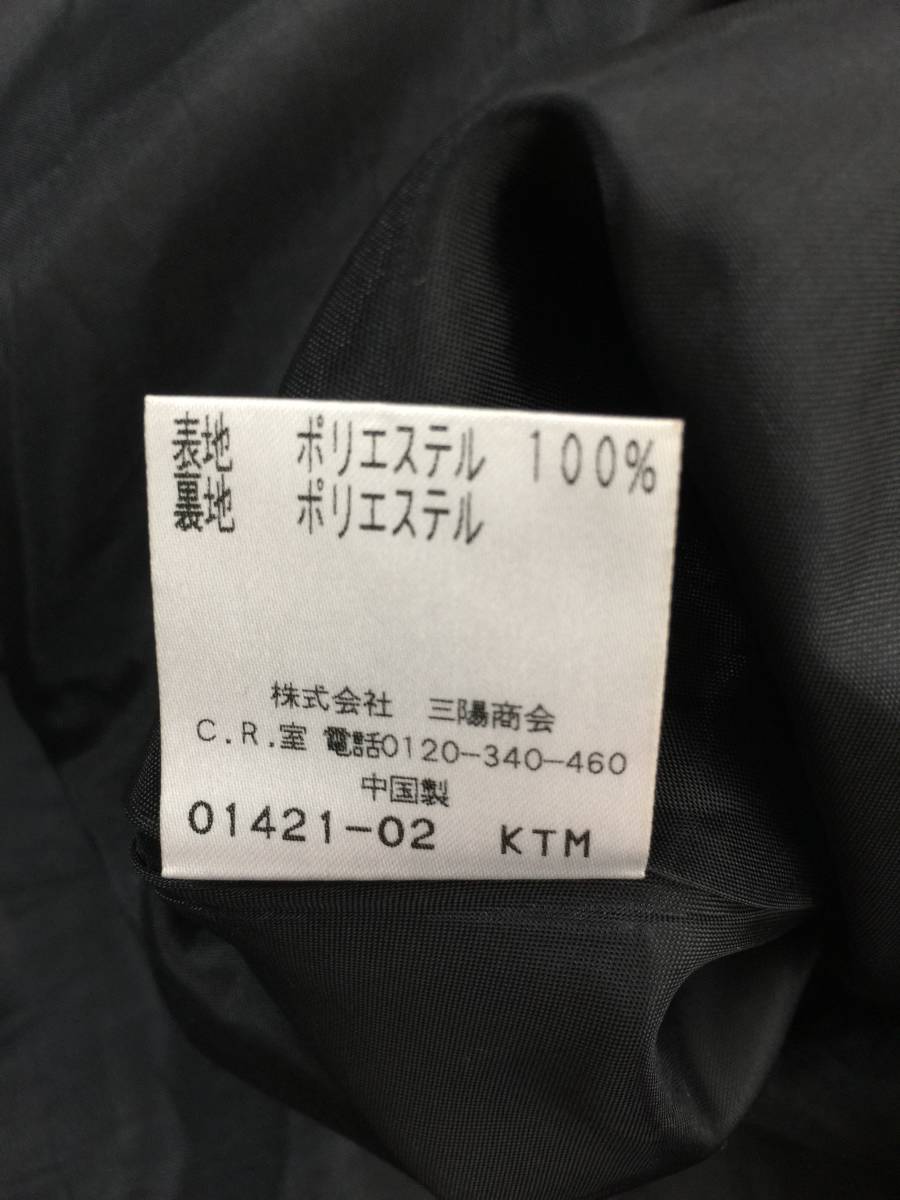 表地 ポリエステル 100%
裏地 ポリエステル
株式会社 三陽商会
C.R.室 電話0120-340-460
中国製
01421-02 KTM